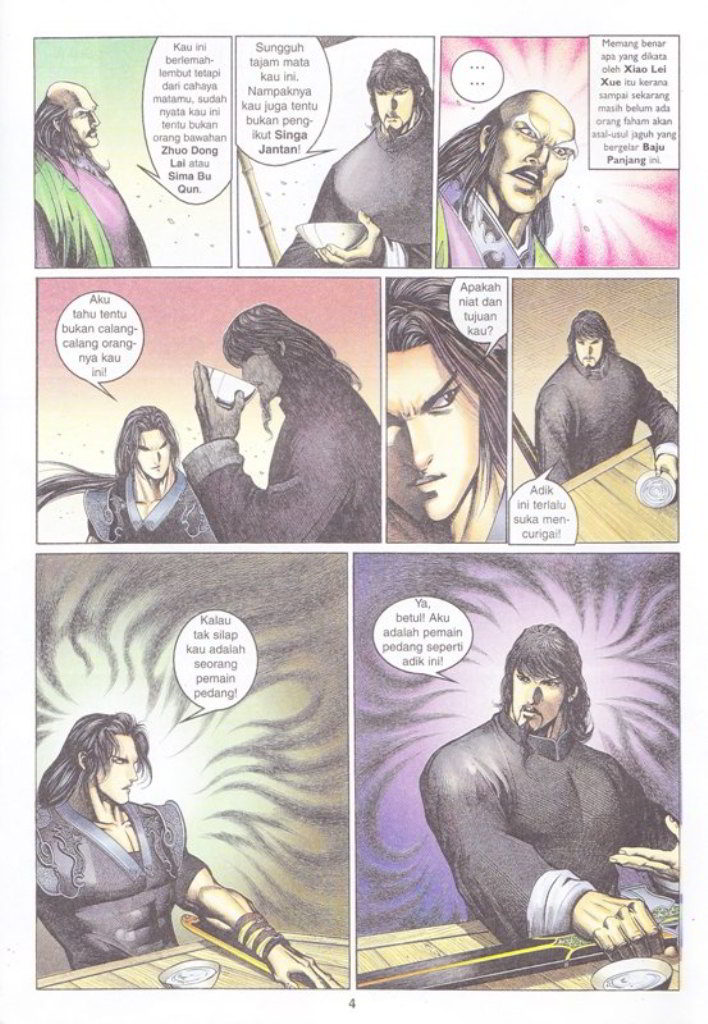 Kau ini
berlemah-
lembut tetapi
dari cahaya
matamu, sudah
nyata kau ini
tentu bukan
orang bawahan
Zhuo Dong
Lai atau
Sima Bu
Qun.
Sungguh
tajam mata
kau ini.
Nampaknya
kau juga tentu
bukan peng-
ikut Singa
Jantan!
...
...
Memang benar
apa yang dikata
oleh Xiao Lei
Xue itu kerana
sampai sekarang
masih belum ada
orang faham akan
asal-usul jaguh yang
bergelar Baju
Panjang ini.
Aku
tahu tentu
bukan calang-
calang orang-
nya kau
ini!
Apakah
niat dan
tujuan
kau?
Adik
ini terlalu
suka men-
curigai!
Kalau
tak silap
kau adalah
seorang
pemain
pedang!
Ya,
betul! Aku
adalah pemain
pedang seperti
adik ini!
4